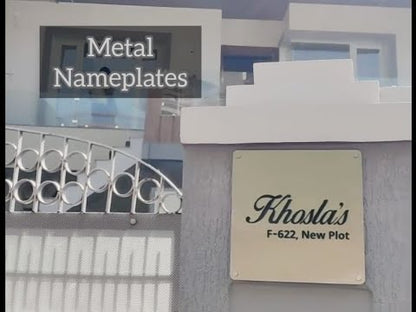 Metal
Nameplates
Khosla's
F-622, New Plot